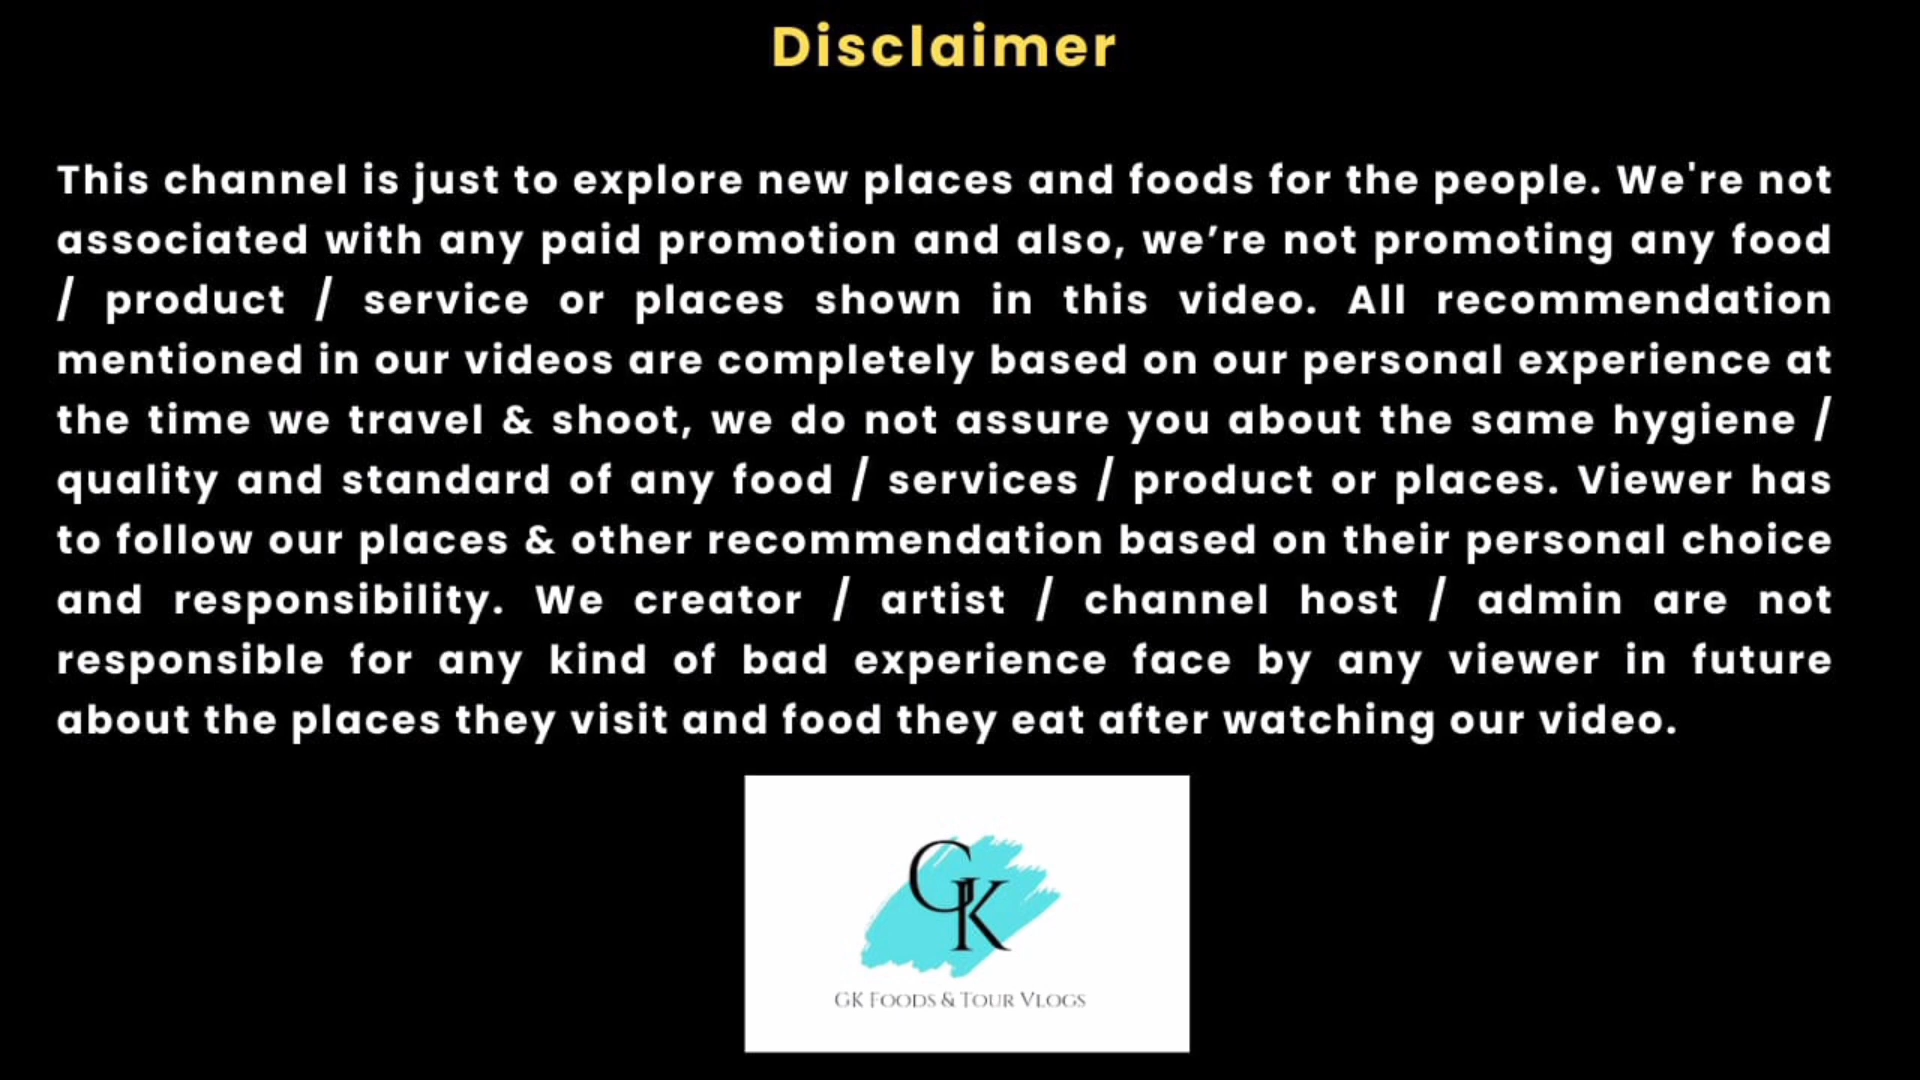 Disclaimer
This channel is just to explore new places and foods for the people. We're not
associated with any paid promotion and also, we’re not promoting any food
/ product / service or places shown in this video. All recommendation
mentioned in our videos are completely based on our personal experience at
the time we travel & shoot, we do not assure you about the same hygiene /
quality and standard of any food / services / product or places. Viewer has
to follow our places & other recommendation based on their personal choice
and responsibility. We creator / artist / channel host / admin are not
responsible for any kind of bad experience face by any viewer in future
about the places they visit and food they eat after watching our video.
GK
GK Foods & Tour Vlogs